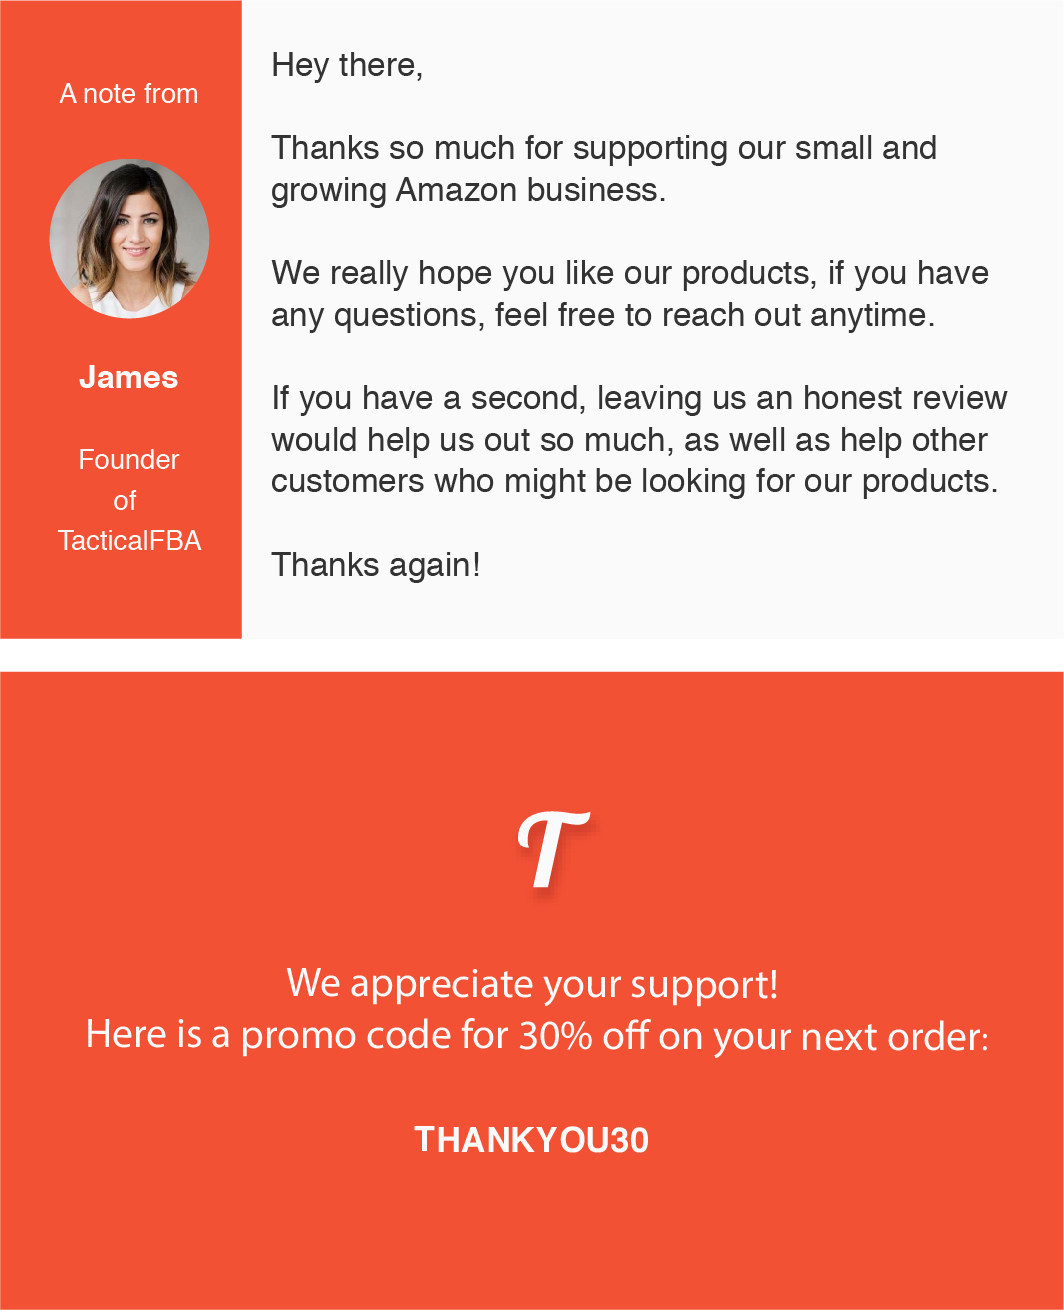 A note from
James
Founder
of
TacticalFBA
Hey there,
Thanks so much for supporting our small and
growing Amazon business.
We really hope you like our products, if you have
any questions, feel free to reach out anytime.
If you have a second, leaving us an honest review
would help us out so much, as well as help other
customers who might be looking for our products.
Thanks again!
T
We appreciate your support!
Here is a promo code for 30% off on your next order:
THANKYOU30